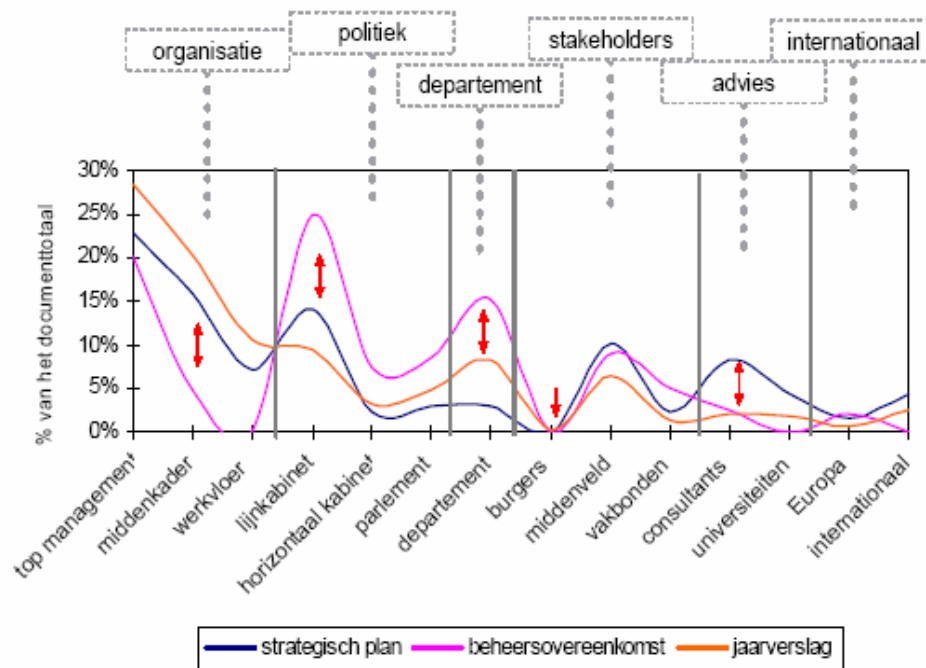 politiek
stakeholders
internationaal
organisatie
departement
advies
% van het documenttotaal
30%
25%
20%
15%
10%
5%
0%
top management
middenkader
werkvloer
lijnkabinet
horizontaal kabinet
parlement
departement
burgers
middenveld
vakbonden
consultants
universiteiten
Europa
internationaal
strategisch plan
beheersovereenkomst
jaarverslag